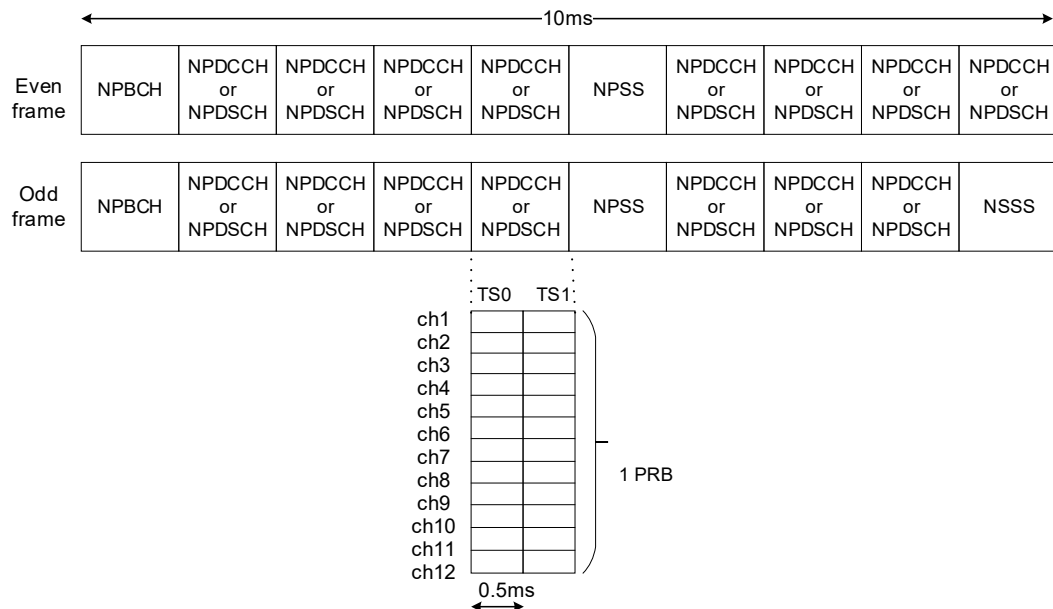 10ms
Even
frame
NPBCH
NPDCCH
or
NPDSCH
NPDCCH
or
NPDSCH
NPDCCH
or
NPDSCH
NPDCCH
or
NPDSCH
NPSS
NPDCCH
or
NPDSCH
NPDCCH
or
NPDSCH
NPDCCH
or
NPDSCH
NPDCCH
or
NPDSCH
Odd
frame
NPBCH
NPDCCH
or
NPDSCH
NPDCCH
or
NPDSCH
NPDCCH
or
NPDSCH
NPDCCH
or
NPDSCH
NPSS
NPDCCH
or
NPDSCH
NPDCCH
or
NPDSCH
NPDCCH
or
NPDSCH
NSSS
TS0 TS1
ch1
ch2
ch3
ch4
ch5
ch6
ch7
ch8
ch9
ch10
ch11
ch12
1 PRB
0.5ms